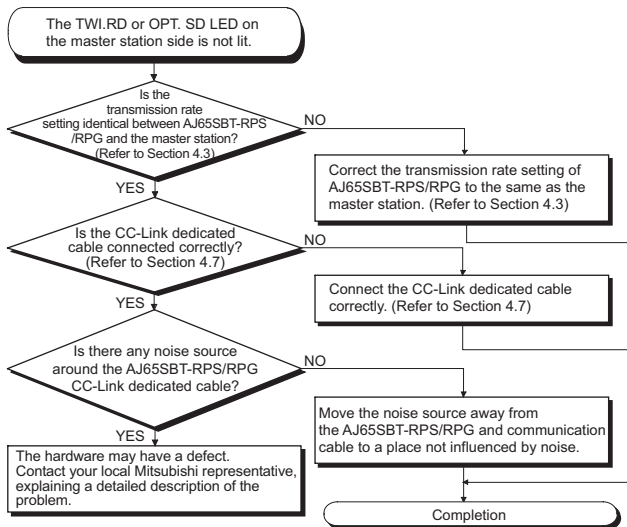 The TWI.RD or OPT. SD LED on
the master station side is not lit.
Is the
transmission rate
setting identical between AJ65SBT-RPS
/RPG and the master station?
(Refer to Section 4.3)
NO
YES
Correct the transmission rate setting of
AJ65SBT-RPS/RPG to the same as the
master station. (Refer to Section 4.3)
Is the CC-Link dedicated
cable connected correctly?
(Refer to Section 4.7)
NO
YES
Connect the CC-Link dedicated cable
correctly. (Refer to Section 4.7)
Is there any noise source
around the AJ65SBT-RPS/RPG
CC-Link dedicated cable?
NO
YES
Move the noise source away from
the AJ65SBT-RPS/RPG and communication
cable to a place not influenced by noise.
The hardware may have a defect.
Contact your local Mitsubishi representative,
explaining a detailed description of the
problem.
Completion